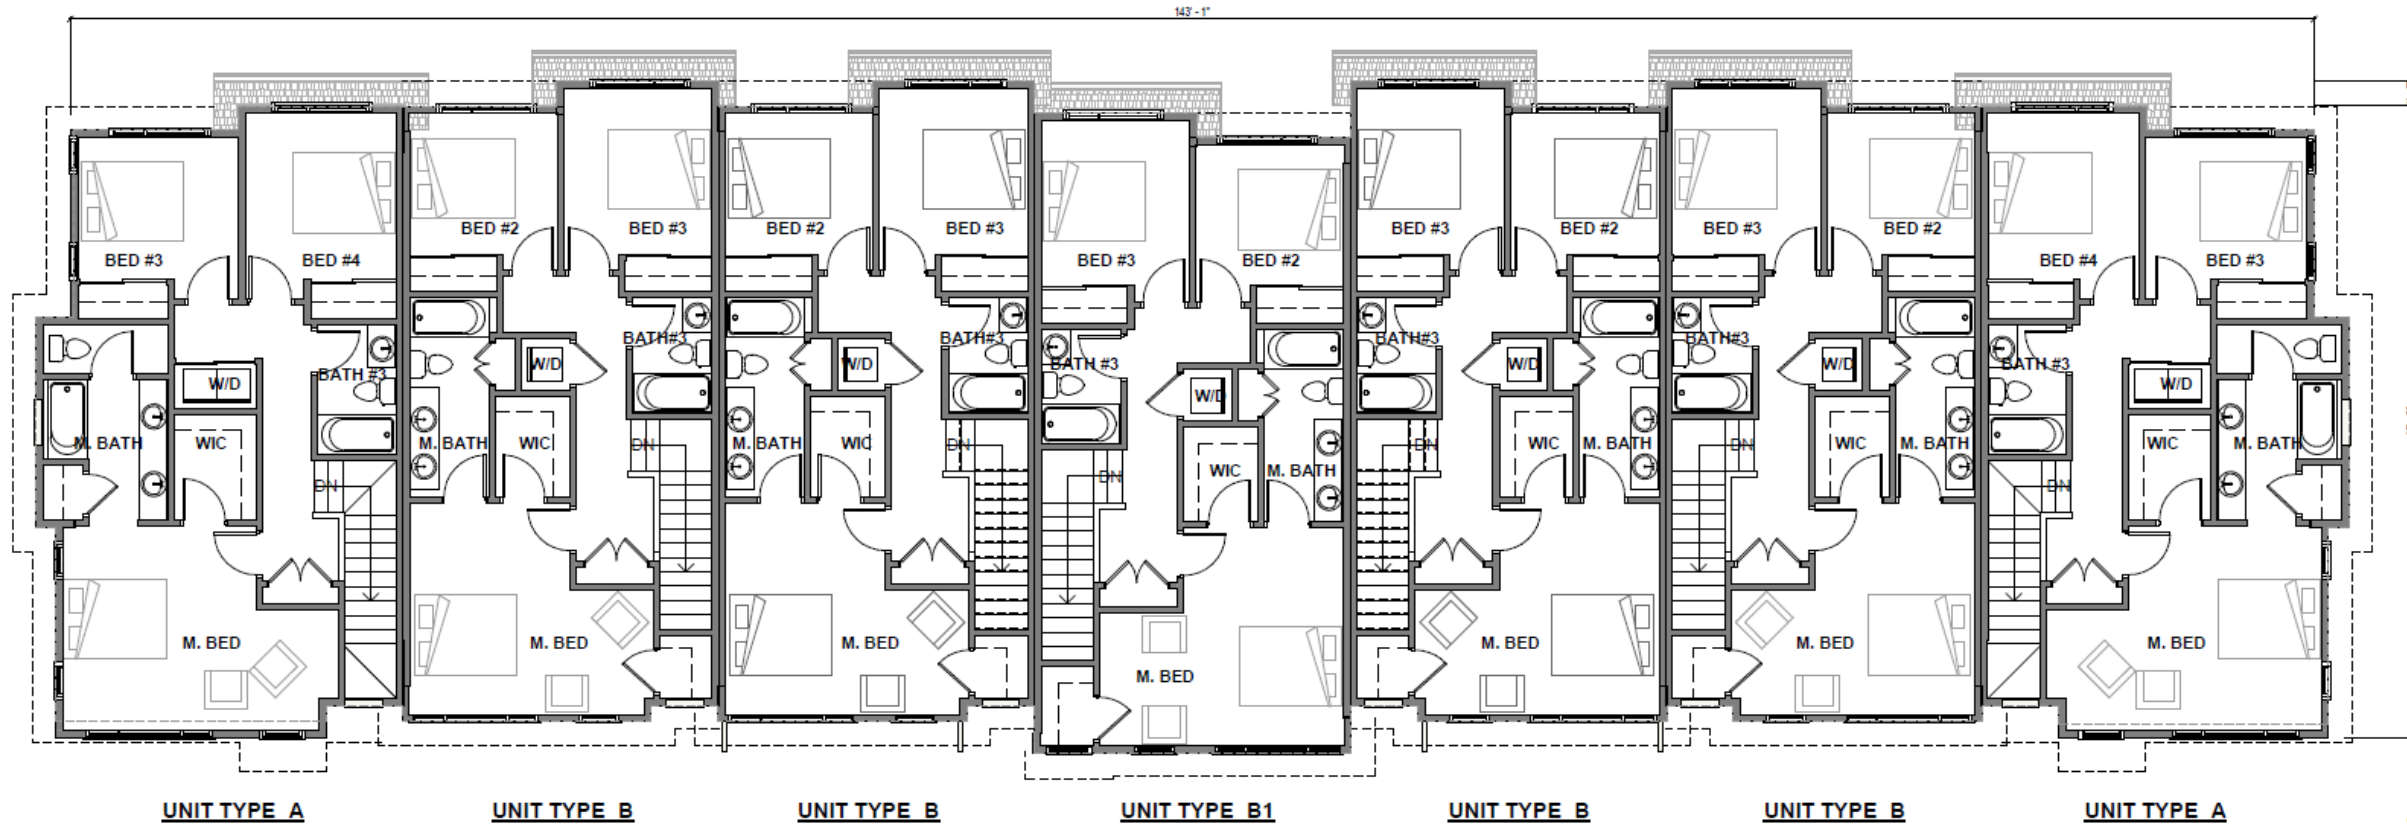 143' - 1"
BED #3
BED #4
BATH #3
W/D
M. BATH
WIC
DN
M. BED
BED #2
BED #3
BATH#3
W/D
M. BATH
WIC
DN
M. BED
BED #2
BED #3
BATH#3
W/D
M. BATH
WIC
DN
M. BED
BED #3
BED #2
BATH #3
W/D
DN
WIC
M. BATH
M. BED
BED #3
BED #2
BATH#3
W/D
DN
WIC
M. BATH
M. BED
BED #3
BED #2
BATH#3
W/D
DN
WIC
M. BATH
M. BED
BED #4
BED #3
BATH #3
W/D
WIC
M. BATH
DN
M. BED
UNIT TYPE A
UNIT TYPE B
UNIT TYPE B
UNIT TYPE B1
UNIT TYPE B
UNIT TYPE B
UNIT TYPE A